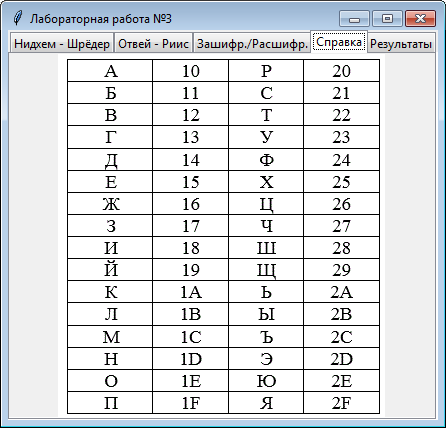 Лабораторная работа №3
Нидхем - Шрёдер Отвей - Риис Зашифр./Расшифр. Справка Результаты
А 10 Р 20
Б 11 С 21
В 12 Т 22
Г 13 У 23
Д 14 Ф 24
Е 15 Х 25
Ж 16 Ц 26
З 17 Ч 27
И 18 Ш 28
Й 19 Щ 29
К 1A Ь 2A
Л 1B Ы 2B
М 1C Ъ 2C
Н 1D Э 2D
О 1E Ю 2E
П 1F Я 2F